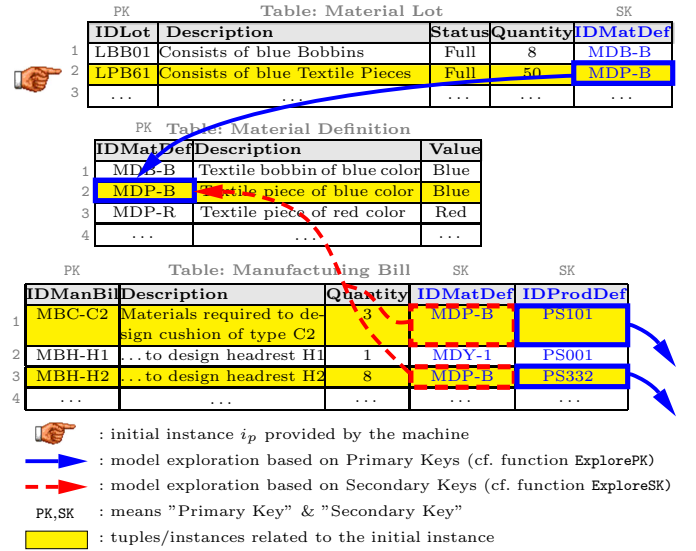 PK Table: Material Lot SK
IDLot Description Status Quantity IDMatDef
1 LBB01 Consists of blue Bobbins Full 8 MDB-B
2 LPB61 Consists of blue Textile Pieces Full 50 MDP-B
3 ... ... ...
PK Table: Material Definition
IDMatDef Description Value
1 MDB-B Textile bobbin of blue color Blue
2 MDP-B Textile piece of blue color Blue
3 MDP-R Textile piece of red color Red
4 ... ... ...
PK Table: Manufacturing Bill SK SK
IDManBil Description Quantity IDMatDef IDProdDef
1 MBC-C2 Materials required to de- 3 MDP-B PS101
sign cushion of type C2
2 MBH-H1 ...to design headrest H1 1 MDY-1 PS001
3 MBH-H2 ...to design headrest H2 8 MDP-B PS332
4 ... ... ... ...
: initial instance ip provided by the machine
: model exploration based on Primary Keys (cf. function ExplorePK)
: model exploration based on Secondary Keys (cf. function ExploreSK)
PK,SK : means "Primary Key" & "Secondary Key"
: tuples/instances related to the initial instance